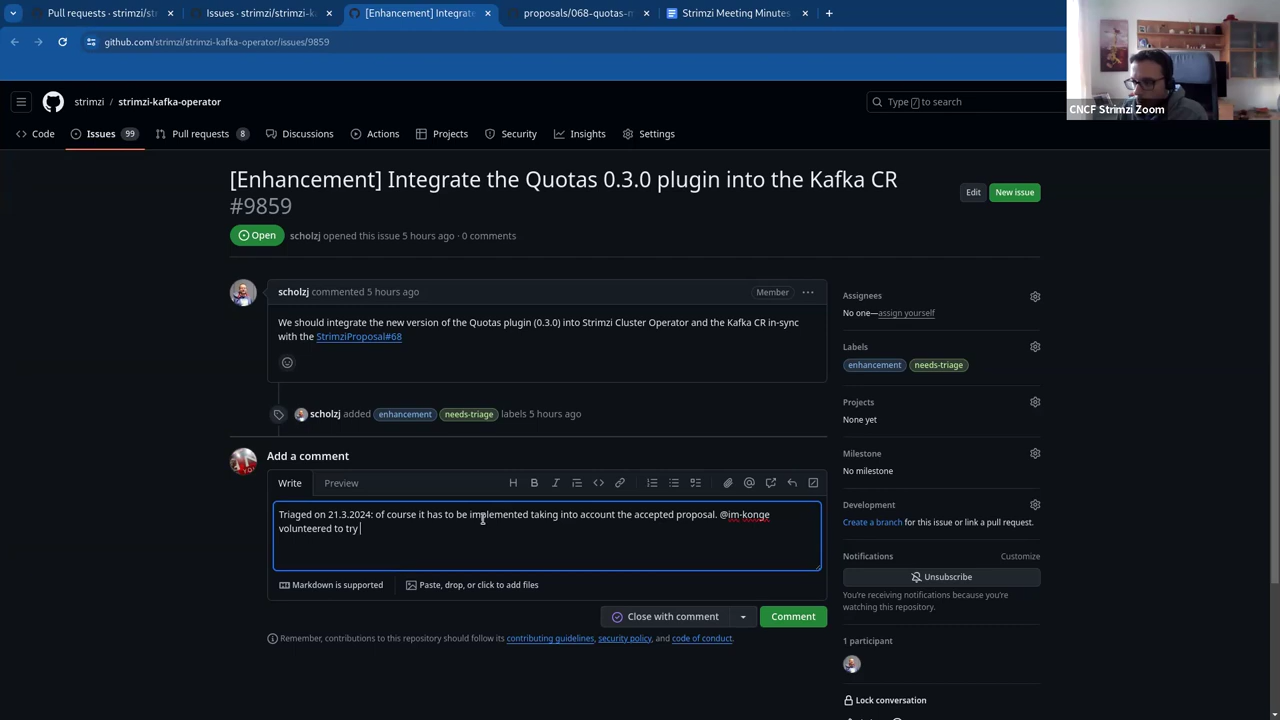 Pull requests · strimzi/str
Issues · strimzi/strimzi-ka
[Enhancement] Integrate
proposals/068-quotas-m
Strimzi Meeting Minutes
github.com/strimzi/strimzi-kafka-operator/issues/9859
CNCF Strimzi Zoom
strimzi / strimzi-kafka-operator
Type / to search
Code
Issues 99
Pull requests 8
Discussions
Actions
Projects
Security
Insights
Settings
[Enhancement] Integrate the Quotas 0.3.0 plugin into the Kafka CR
#9859
Edit
New issue
Open
scholzj opened this issue 5 hours ago · 0 comments
scholzj commented 5 hours ago
Member
We should integrate the new version of the Quotas plugin (0.3.0) into Strimzi Cluster Operator and the Kafka CR in-sync
with the StrimziProposal#68
scholzj added enhancement needs-triage labels 5 hours ago
Add a comment
Write
Preview
Triaged on 21.3.2024: of course it has to be implemented taking into account the accepted proposal. @im-konge
volunteered to try
Markdown is supported
Paste, drop, or click to add files
Close with comment
Comment
Remember, contributions to this repository should follow its contributing guidelines, security policy, and code of conduct.
Assignees
No one—assign yourself
Labels
enhancement needs-triage
Projects
None yet
Milestone
No milestone
Development
Create a branch for this issue or link a pull request.
Notifications
Customize
Unsubscribe
You're receiving notifications because you're
watching this repository.
1 participant
Lock conversation